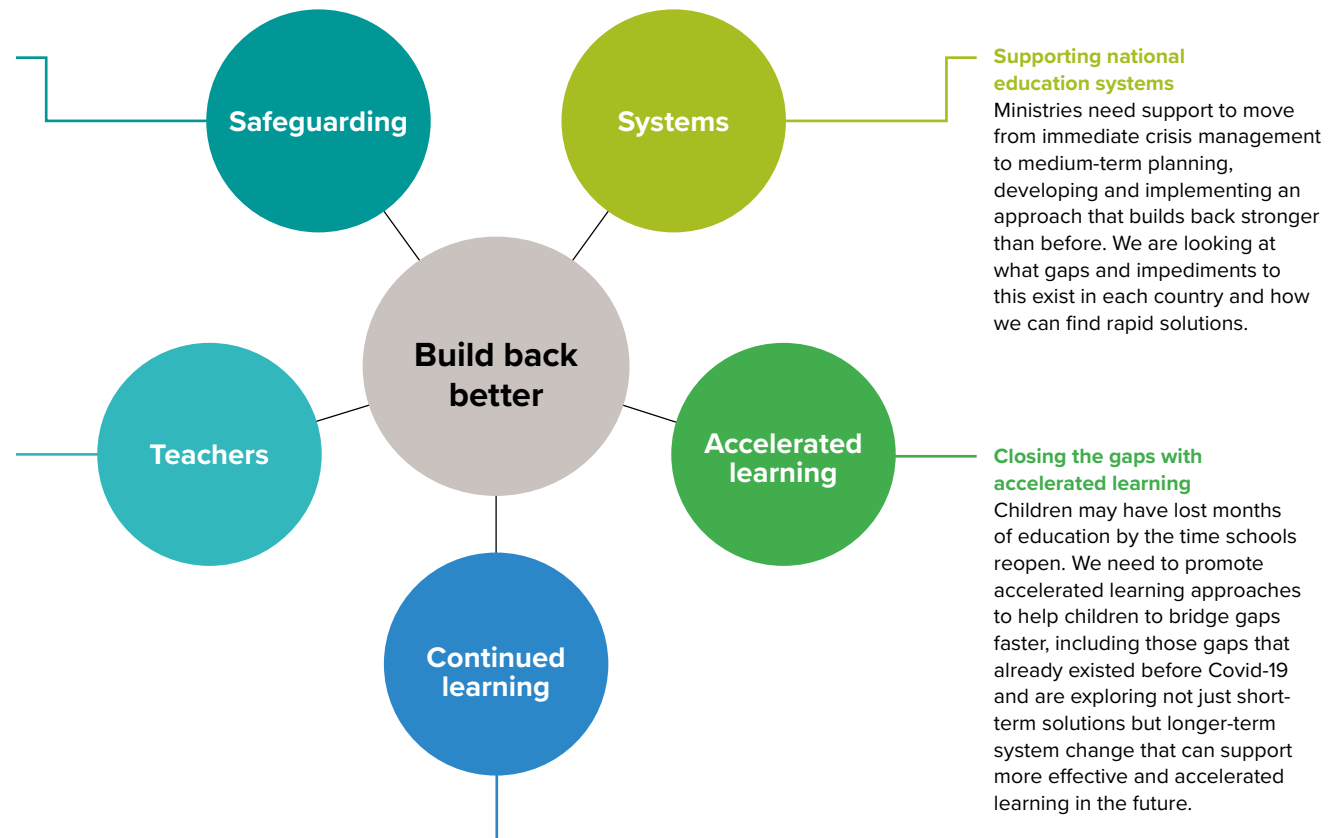 Safeguarding
Systems
Build back
better
Teachers
Accelerated
learning
Continued
learning
Supporting national
education systems
Ministries need support to move
from immediate crisis management
to medium-term planning,
developing and implementing an
approach that builds back stronger
than before. We are looking at
what gaps and impediments to
this exist in each country and how
we can find rapid solutions.
Closing the gaps with
accelerated learning
Children may have lost months
of education by the time schools
reopen. We need to promote
accelerated learning approaches
to help children to bridge gaps
faster, including those gaps that
already existed before Covid-19
and are exploring not just short-
term solutions but longer-term
system change that can support
more effective and accelerated
learning in the future.